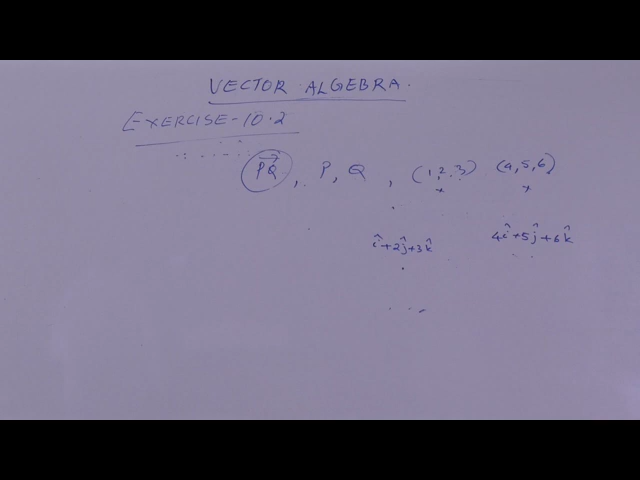 VECTOR ALGEBRA.
EXERCISE-10.2
PQ⃗ , P, Q , (1,2,3) (4,5,6)
î+2ĵ+3k̂ 4î+5ĵ+6k̂